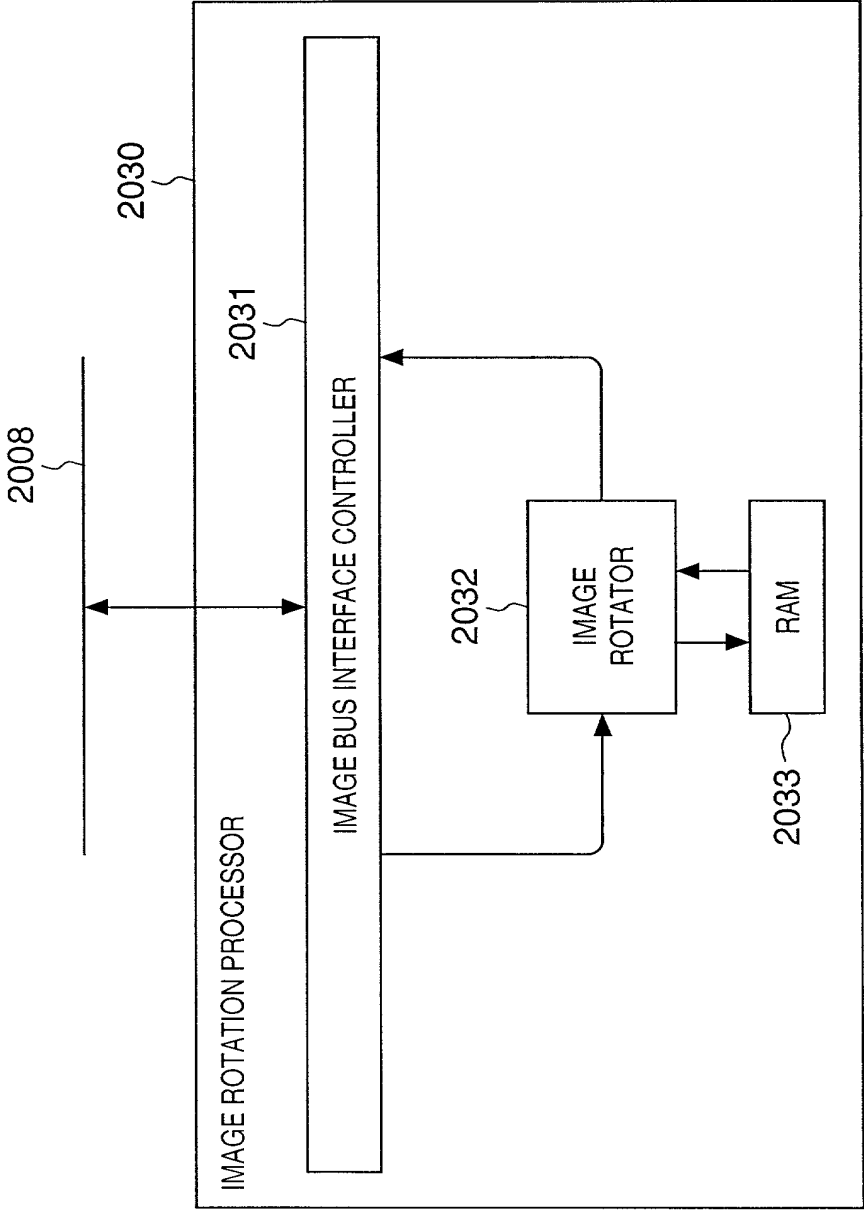 2008
2030
IMAGE ROTATION PROCESSOR
2031
IMAGE BUS INTERFACE CONTROLLER
2032
IMAGE
ROTATOR
RAM
2033